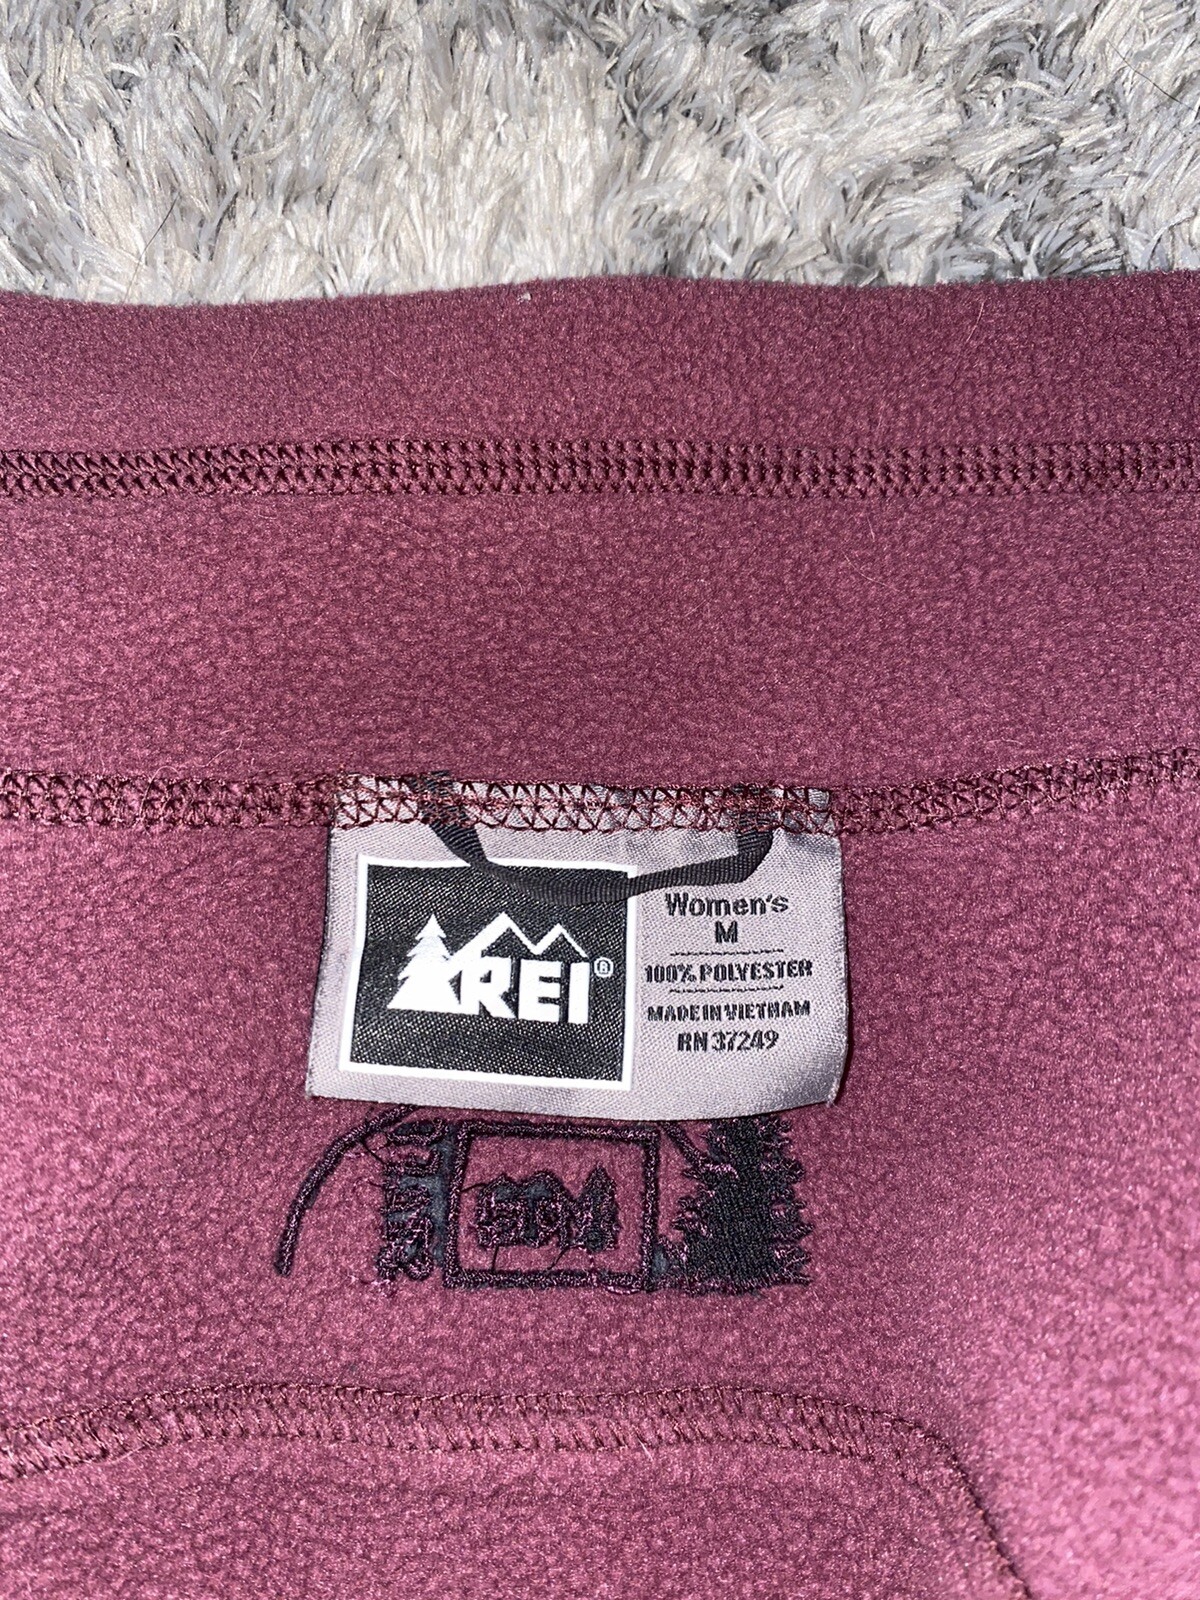 REI®
Women's
M
100% POLYESTER
MADE IN VIETNAM
RN 37249